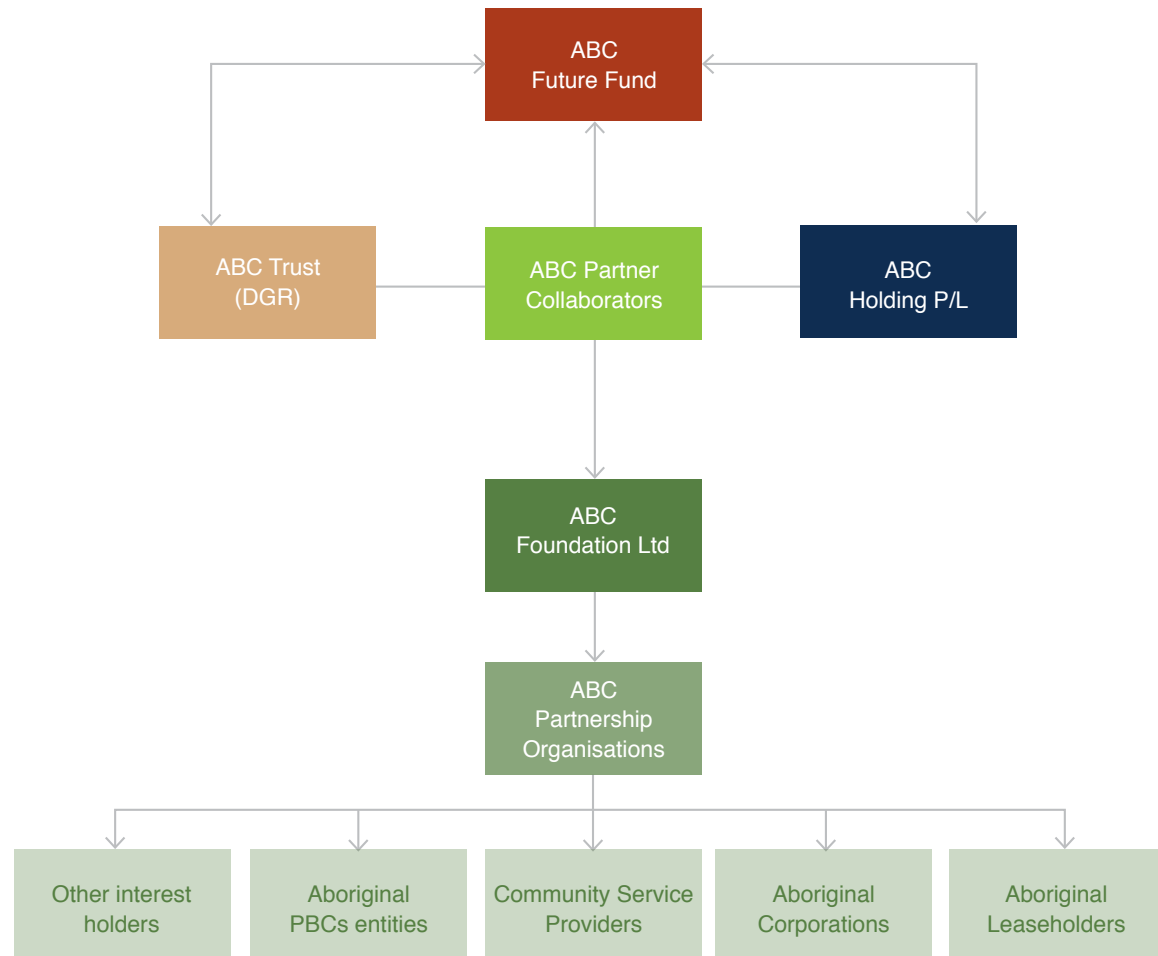 ABC
Future Fund
ABC Trust
(DGR)
ABC Partner
Collaborators
ABC
Holding P/L
ABC
Foundation Ltd
ABC
Partnership
Organisations
Other interest
holders
Aboriginal
PBCs entities
Community Service
Providers
Aboriginal
Corporations
Aboriginal
Leaseholders